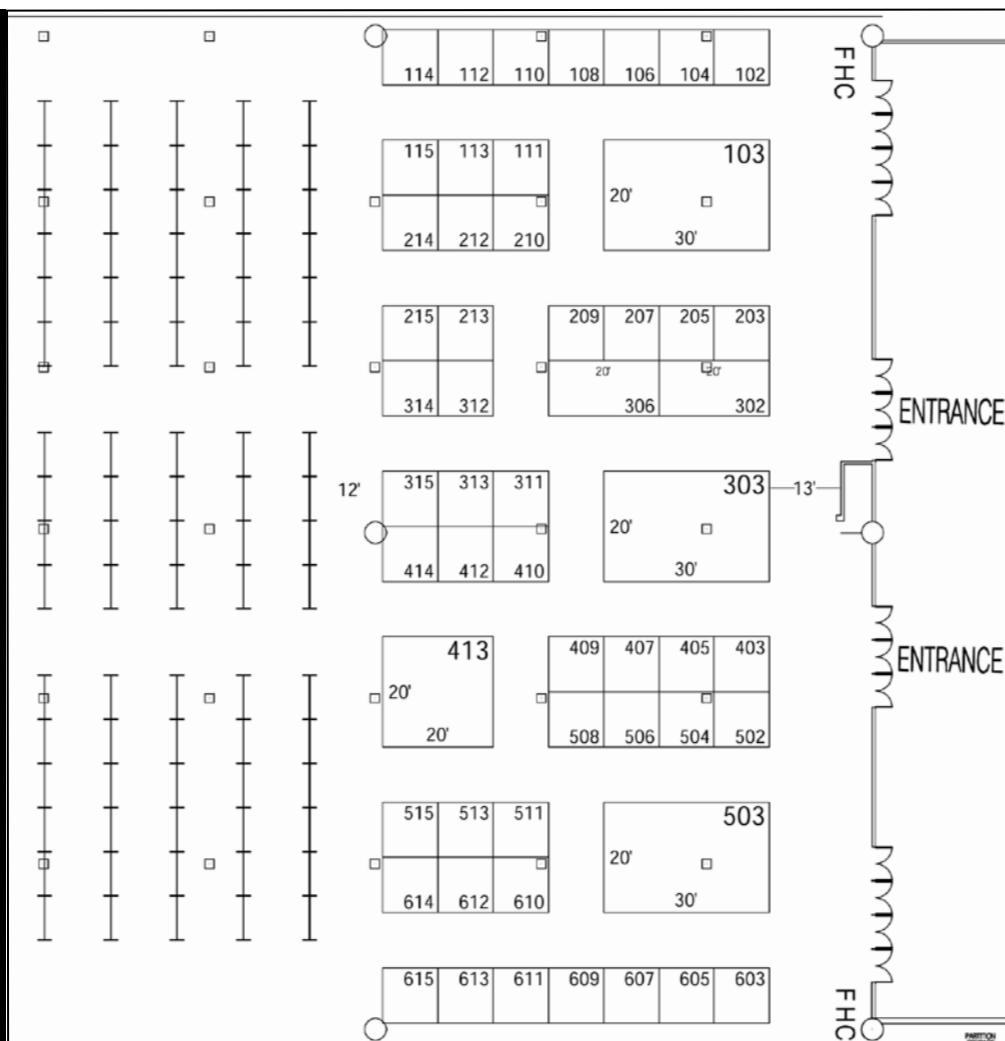 FHC
114 112 110 108 106 104 102
115 113 111 103
20'
214 212 210 30'
215 213 209 207 205 203
20' 20'
314 312 306 302
ENTRANCE
12' 315 313 311 303 13'
20'
414 412 410 30'
413 409 407 405 403
ENTRANCE
20'
20' 508 506 504 502
515 513 511 503
20'
614 612 610 30'
615 613 611 609 607 605 603
FHC
PARTITION